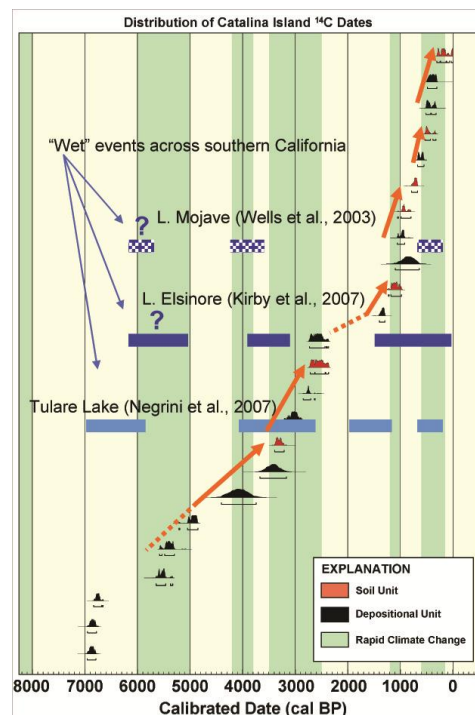 Distribution of Catalina Island ¹⁴C Dates
“Wet” events across southern California
?
L. Mojave (Wells et al., 2003)
L. Elsinore (Kirby et al., 2007)
?
Tulare Lake (Negrini et al., 2007)
EXPLANATION
Soil Unit
Depositional Unit
Rapid Climate Change
8000 7000 6000 5000 4000 3000 2000 1000 0
Calibrated Date (cal BP)